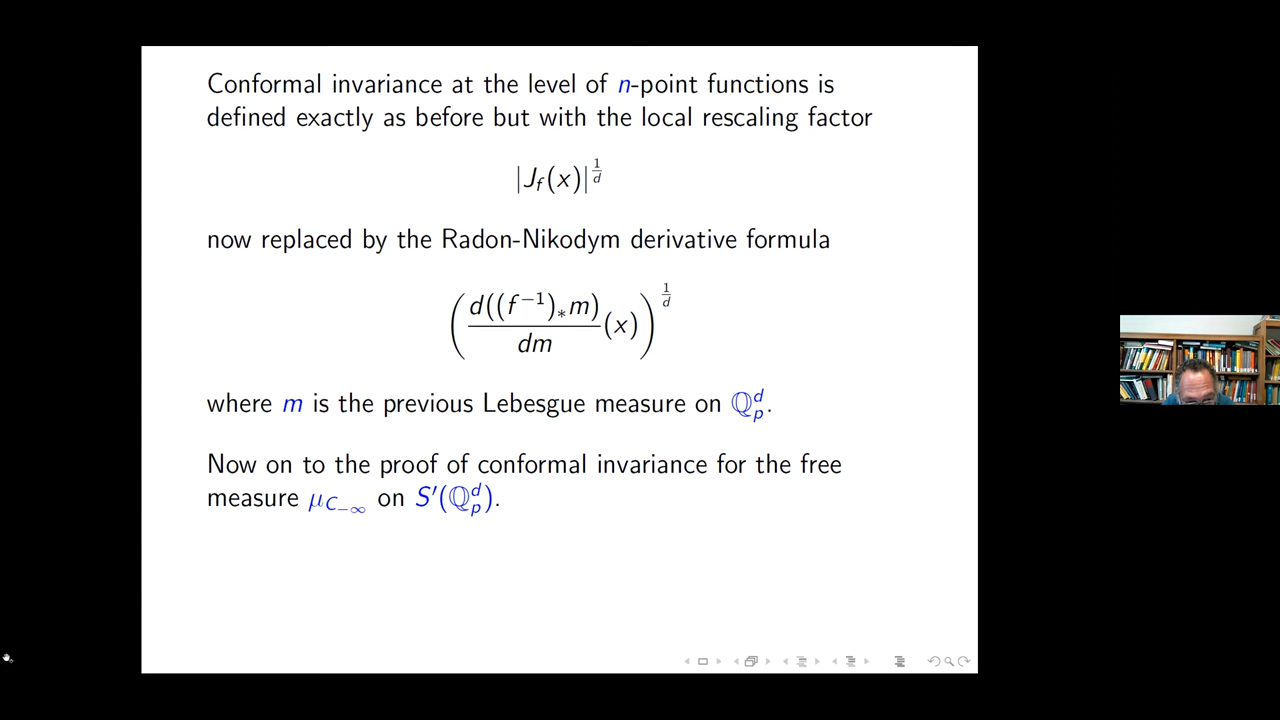 Conformal invariance at the level of n-point functions is
defined exactly as before but with the local rescaling factor
|J_f(x)|^{1/d}
now replaced by the Radon-Nikodym derivative formula
(d((f^{−1})_*m)/dm (x))^{1/d}
where m is the previous Lebesgue measure on ℚ_p^d.
Now on to the proof of conformal invariance for the free
measure μ_{C_{−∞}} on S′(ℚ_p^d).